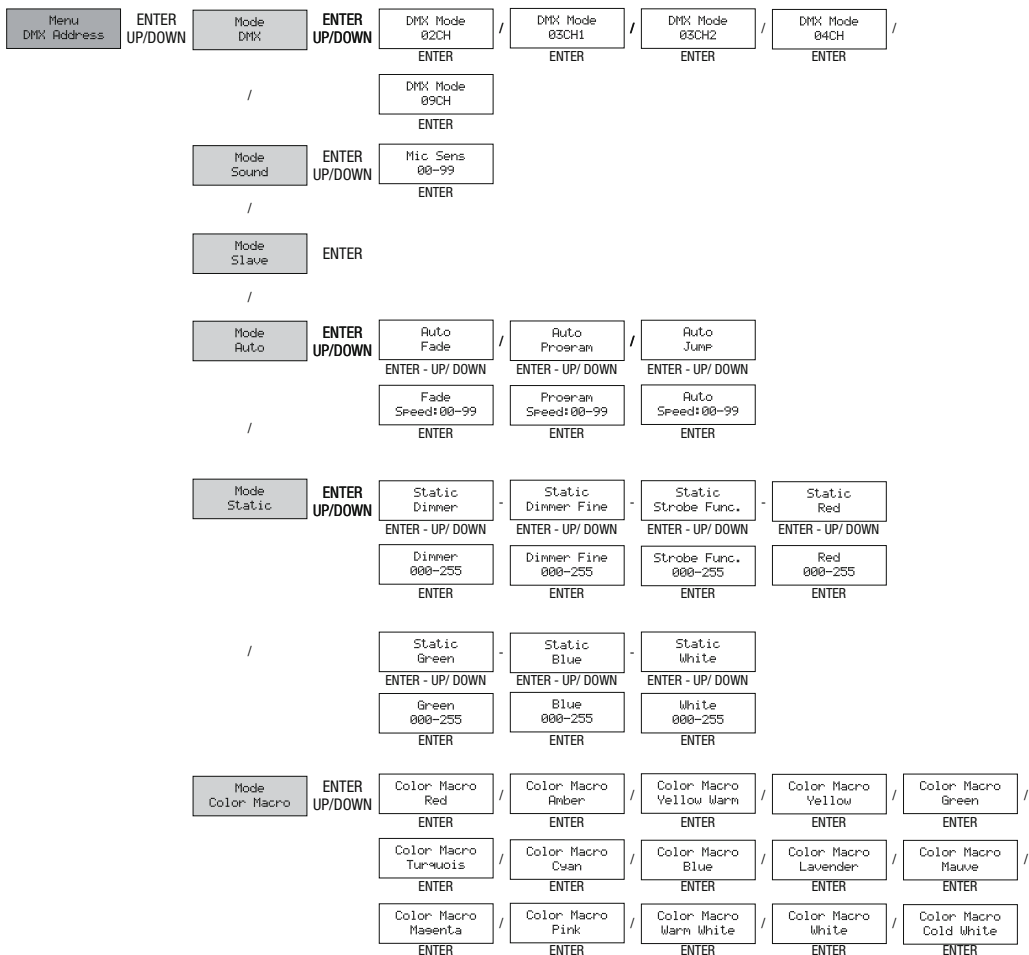 Menu
DMX Address
ENTER
UP/DOWN
Mode
DMX
ENTER
UP/DOWN
DMX Mode
02CH
ENTER
/
DMX Mode
03CH1
ENTER
/
DMX Mode
03CH2
ENTER
/
DMX Mode
04CH
ENTER
/
/
DMX Mode
09CH
ENTER
Mode
Sound
ENTER
UP/DOWN
Mic Sens
00-99
ENTER
/
Mode
Slave
ENTER
/
Mode
Auto
ENTER
UP/DOWN
Auto
Fade
/
Auto
Program
/
Auto
Jump
ENTER - UP/ DOWN
ENTER - UP/ DOWN
ENTER - UP/ DOWN
Fade
Speed:00-99
ENTER
Program
Speed:00-99
ENTER
Auto
Speed:00-99
ENTER
/
Mode
Static
ENTER
UP/DOWN
Static
Dimmer
-
Static
Dimmer Fine
-
Static
Strobe Func.
-
Static
Red
ENTER - UP/ DOWN
ENTER - UP/ DOWN
ENTER - UP/ DOWN
ENTER - UP/ DOWN
Dimmer
000-255
ENTER
Dimmer Fine
000-255
ENTER
Strobe Func.
000-255
ENTER
Red
000-255
ENTER
/
Static
Green
-
Static
Blue
-
Static
White
ENTER - UP/ DOWN
ENTER - UP/ DOWN
ENTER - UP/ DOWN
Green
000-255
ENTER
Blue
000-255
ENTER
White
000-255
ENTER
Mode
Color Macro
ENTER
UP/DOWN
Color Macro
Red
ENTER
/
Color Macro
Amber
ENTER
/
Color Macro
Yellow Warm
ENTER
/
Color Macro
Yellow
ENTER
/
Color Macro
Green
ENTER
/
Color Macro
Turquois
ENTER
/
Color Macro
Cyan
ENTER
/
Color Macro
Blue
ENTER
/
Color Macro
Lavender
ENTER
/
Color Macro
Mauve
ENTER
/
Color Macro
Magenta
ENTER
/
Color Macro
Pink
ENTER
/
Color Macro
Warm White
ENTER
/
Color Macro
White
ENTER
/
Color Macro
Cold White
ENTER